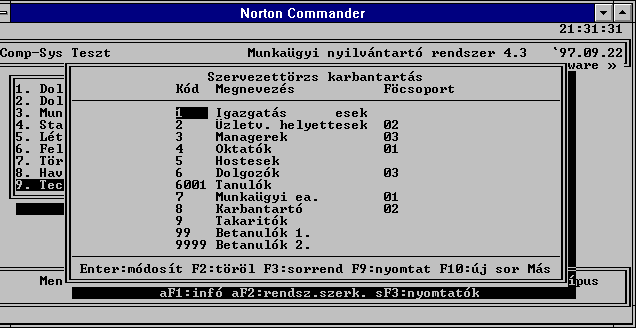 Norton Commander
21:31:31
Comp-Sys Teszt Munkaügyi nyilvántartó rendszer 4.3 `97.09.22
ware »
Szervezettörzs karbantartás
Kód Megnevezés Föcsoport
1. Dol
1 Igazgatás esek
2. Dol
2 Üzletv. helyettesek 02
3. Mun
3 Managerek 03
4. Sta
4 Oktatók 01
5. Lét
5 Hostesek
6. Fel
6 Dolgozók 03
7. Tör
6001 Tanulók
8. Hav
7 Munkaügyi ea. 01
9. Tec
8 Karbantartó 02
9 Takaritók
99 Betanulók 1.
9999 Betanulók 2.
Enter:módosít F2:töröl F3:sorrend F9:nyomtat F10:új sor Más
Men ípus
aF1:infó aF2:rendsz.szerk. sF3:nyomtatók